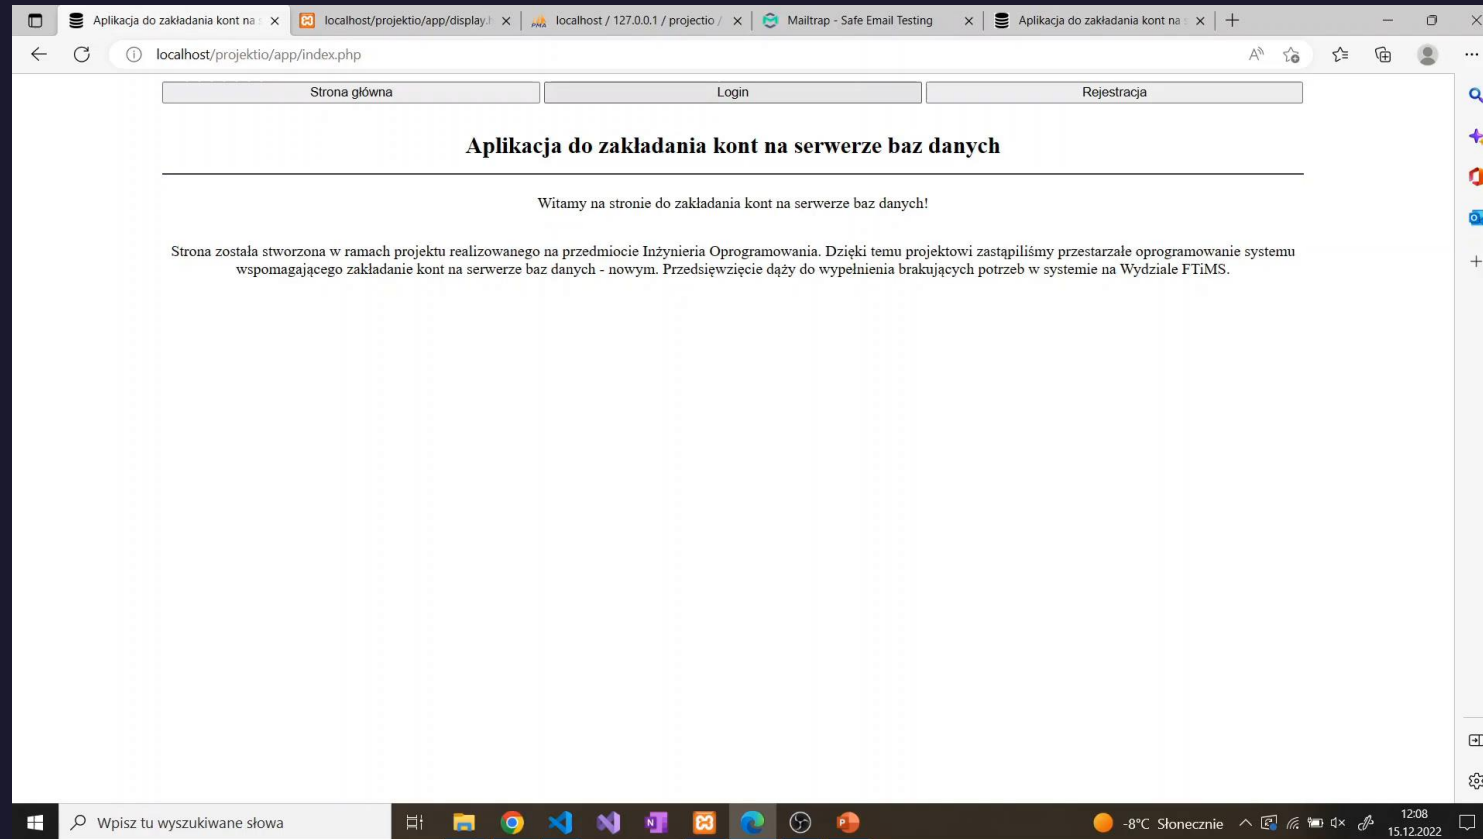 Aplikacja do zakładania kont na s
localhost/projektio/app/display.h
localhost / 127.0.0.1 / projectio /
Mailtrap - Safe Email Testing
Aplikacja do zakładania kont na s
localhost/projektio/app/index.php
Strona główna
Login
Rejestracja
Aplikacja do zakładania kont na serwerze baz danych
Witamy na stronie do zakładania kont na serwerze baz danych!
Strona została stworzona w ramach projektu realizowanego na przedmiocie Inżynieria Oprogramowania. Dzięki temu projektowi zastąpiliśmy przestarzałe oprogramowanie systemu
wspomagającego zakładanie kont na serwerze baz danych - nowym. Przedsięwzięcie dąży do wypełnienia brakujących potrzeb w systemie na Wydziale FTiMS.
Wpisz tu wyszukiwane słowa
-8°C Słonecznie
12:08
15.12.2022